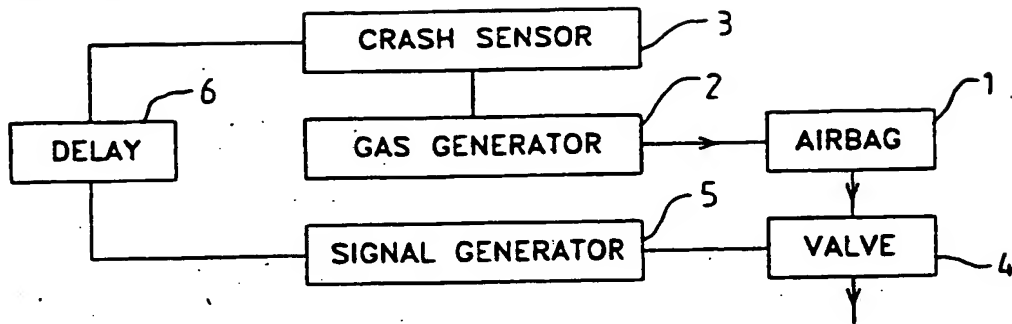 CRASH SENSOR 3
6
2 1
DELAY GAS GENERATOR AIRBAG
5
SIGNAL GENERATOR VALVE
4